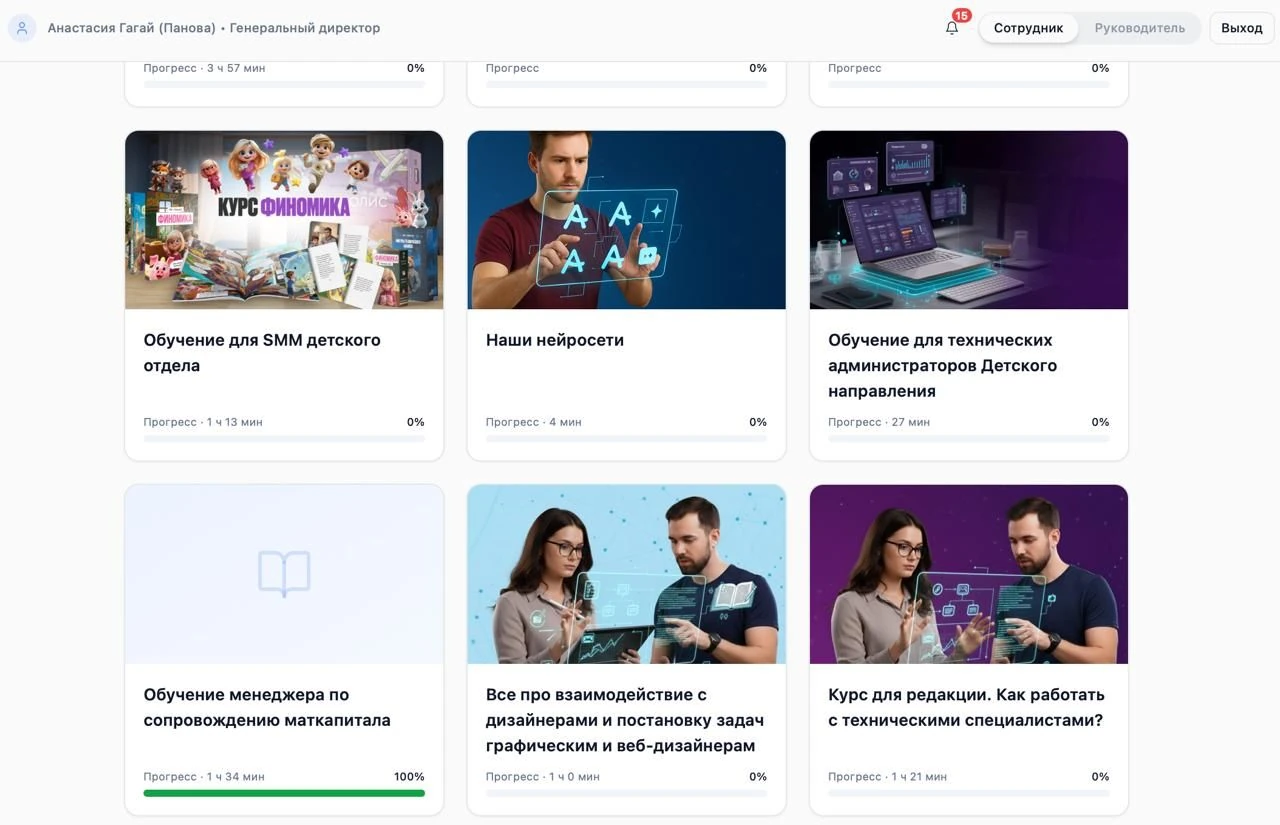 Анастасия Гагай (Панова) • Генеральный директор
15
Сотрудник
Руководитель
Выход
Прогресс · 3 ч 57 мин
0%
Прогресс
0%
Прогресс
0%
КУРС ФИНОМИКА
ФИНОМИКА
Обучение для SMM детского
отдела
Прогресс · 1 ч 13 мин
0%
A A
A A
Наши нейросети
Прогресс · 4 мин
0%
Обучение для технических
администраторов Детского
направления
Прогресс · 27 мин
0%
Обучение менеджера по
сопровождению маткапитала
Прогресс · 1 ч 34 мин
100%
Все про взаимодействие с
дизайнерами и постановку задач
графическим и веб-дизайнерам
Прогресс · 1 ч 0 мин
0%
Курс для редакции. Как работать
с техническими специалистами?
Прогресс · 1 ч 21 мин
0%